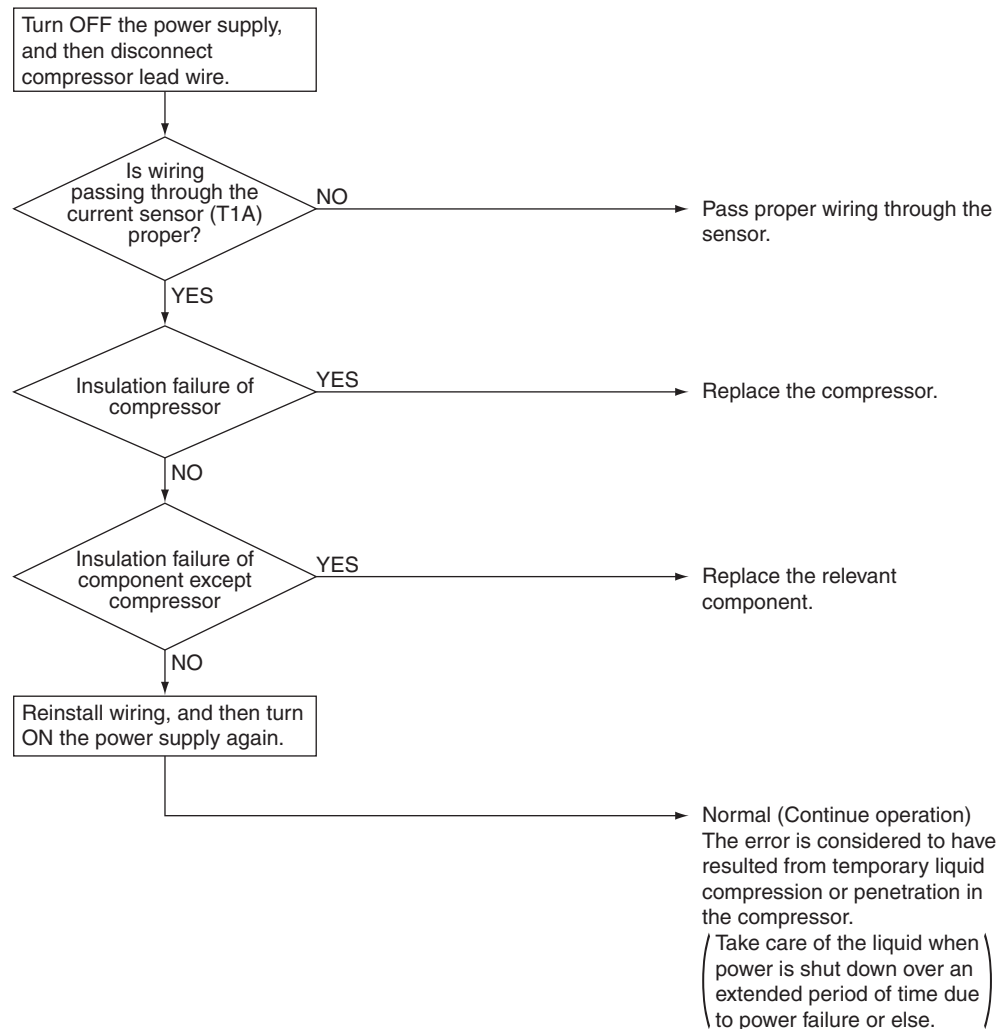 Turn OFF the power supply,
and then disconnect
compressor lead wire.
Is wiring
passing through the
current sensor (T1A)
proper?
NO
Pass proper wiring through the
sensor.
YES
Insulation failure of
compressor
YES
Replace the compressor.
NO
Insulation failure of
component except
compressor
YES
Replace the relevant
component.
NO
Reinstall wiring, and then turn
ON the power supply again.
Normal (Continue operation)
The error is considered to have
resulted from temporary liquid
compression or penetration in
the compressor.
(Take care of the liquid when
power is shut down over an
extended period of time due
to power failure or else.)